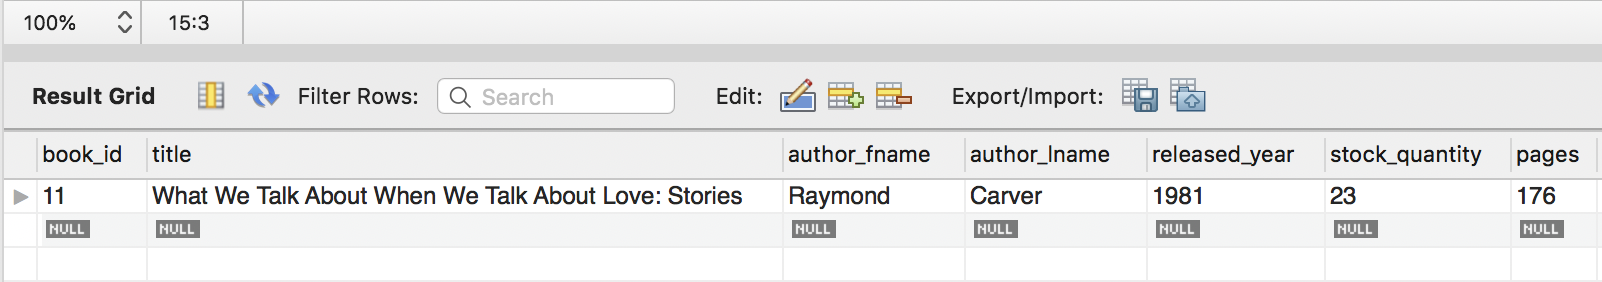 100% 15:3
Result Grid Filter Rows: Search Edit: Export/Import:
book_id title author_fname author_lname released_year stock_quantity pages
11 What We Talk About When We Talk About Love: Stories Raymond Carver 1981 23 176
NULL NULL NULL NULL NULL NULL NULL